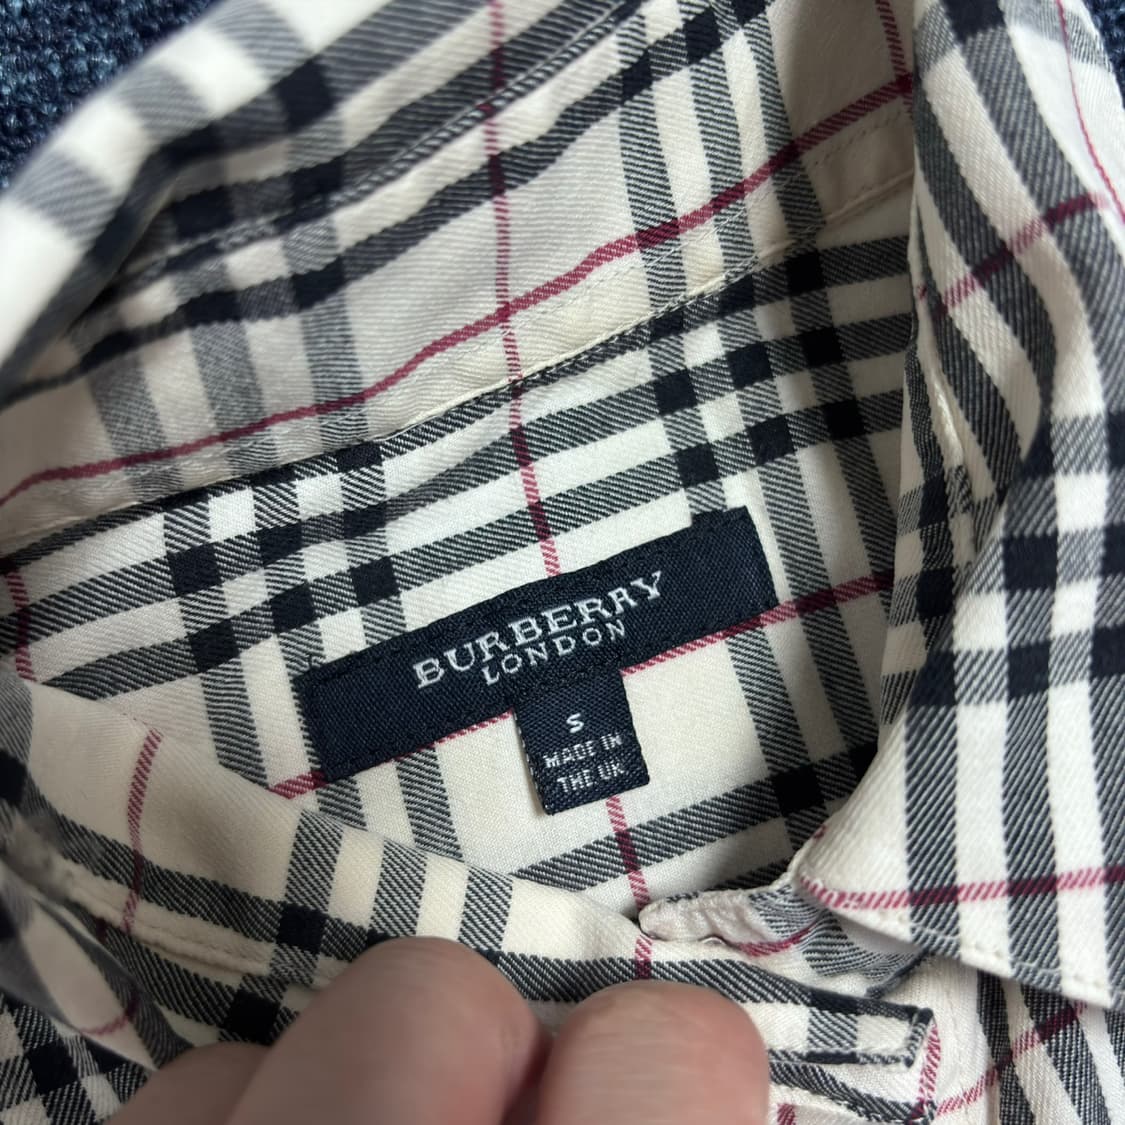 BURBERRY
LONDON
S
MADE IN
THE UK